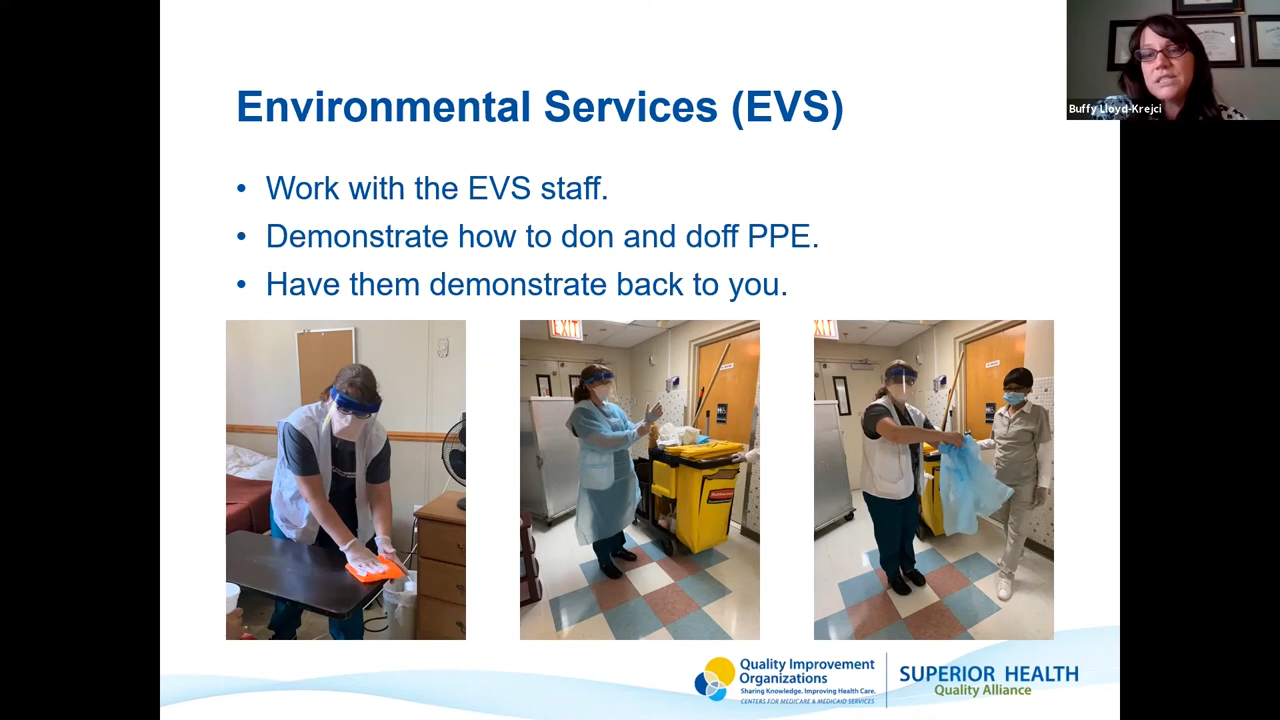 Environmental Services (EVS)
Buffy Lloyd-Krejci
• Work with the EVS staff.
• Demonstrate how to don and doff PPE.
• Have them demonstrate back to you.
EXIT
EXIT
Quality Improvement
Organizations
Sharing Knowledge. Improving Health Care.
CENTERS FOR MEDICARE & MEDICAID SERVICES
SUPERIOR HEALTH
Quality Alliance